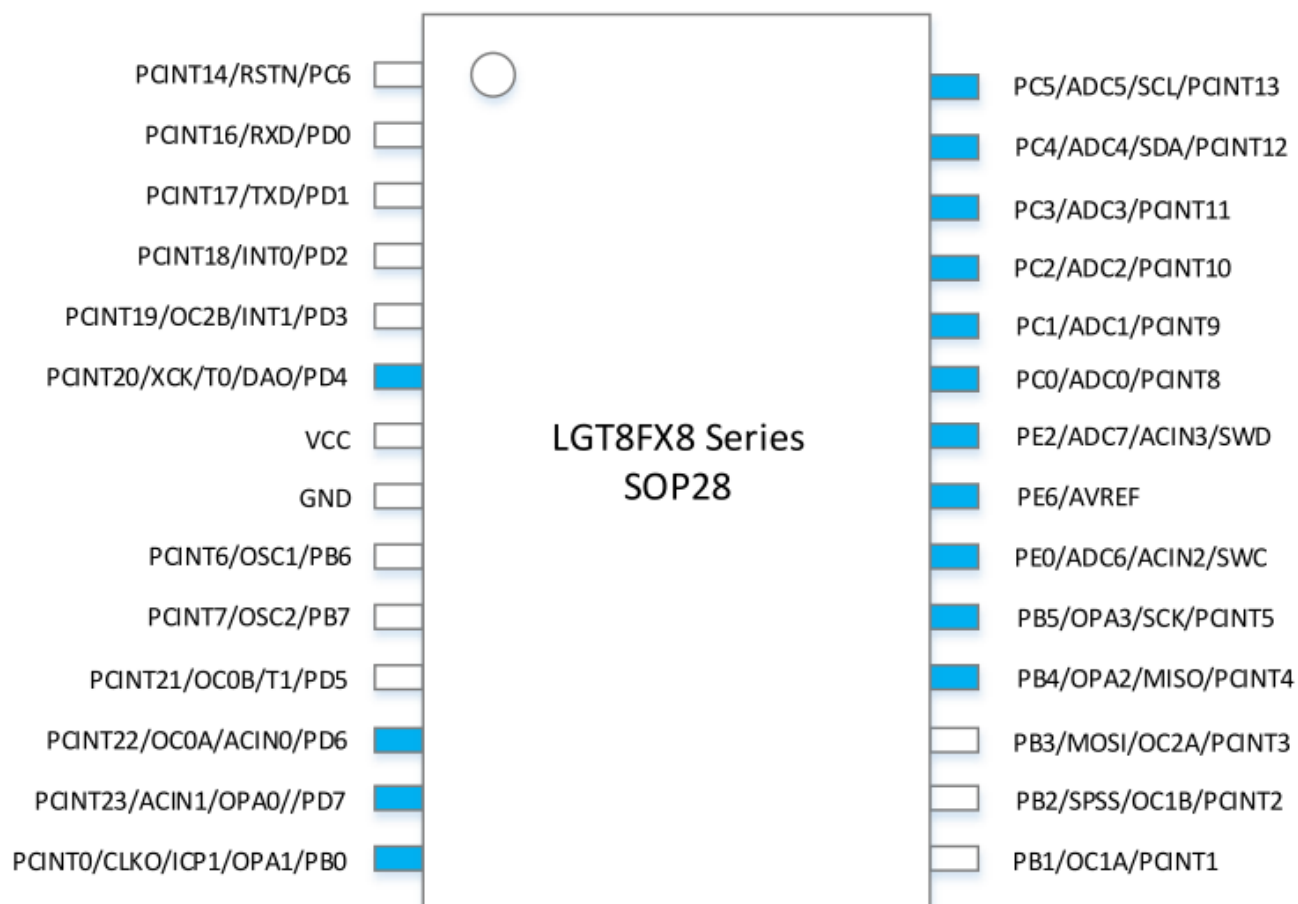 PCINT14/RSTN/PC6
PCINT16/RXD/PD0
PCINT17/TXD/PD1
PCINT18/INT0/PD2
PCINT19/OC2B/INT1/PD3
PCINT20/XCK/T0/DAO/PD4
VCC
GND
PCINT6/OSC1/PB6
PCINT7/OSC2/PB7
PCINT21/OC0B/T1/PD5
PCINT22/OC0A/ACIN0/PD6
PCINT23/ACIN1/OPA0//PD7
PCINT0/CLKO/ICP1/OPA1/PB0
LGT8FX8 Series
SOP28
PC5/ADC5/SCL/PCINT13
PC4/ADC4/SDA/PCINT12
PC3/ADC3/PCINT11
PC2/ADC2/PCINT10
PC1/ADC1/PCINT9
PC0/ADC0/PCINT8
PE2/ADC7/ACIN3/SWD
PE6/AVREF
PE0/ADC6/ACIN2/SWC
PB5/OPA3/SCK/PCINT5
PB4/OPA2/MISO/PCINT4
PB3/MOSI/OC2A/PCINT3
PB2/SPSS/OC1B/PCINT2
PB1/OC1A/PCINT1